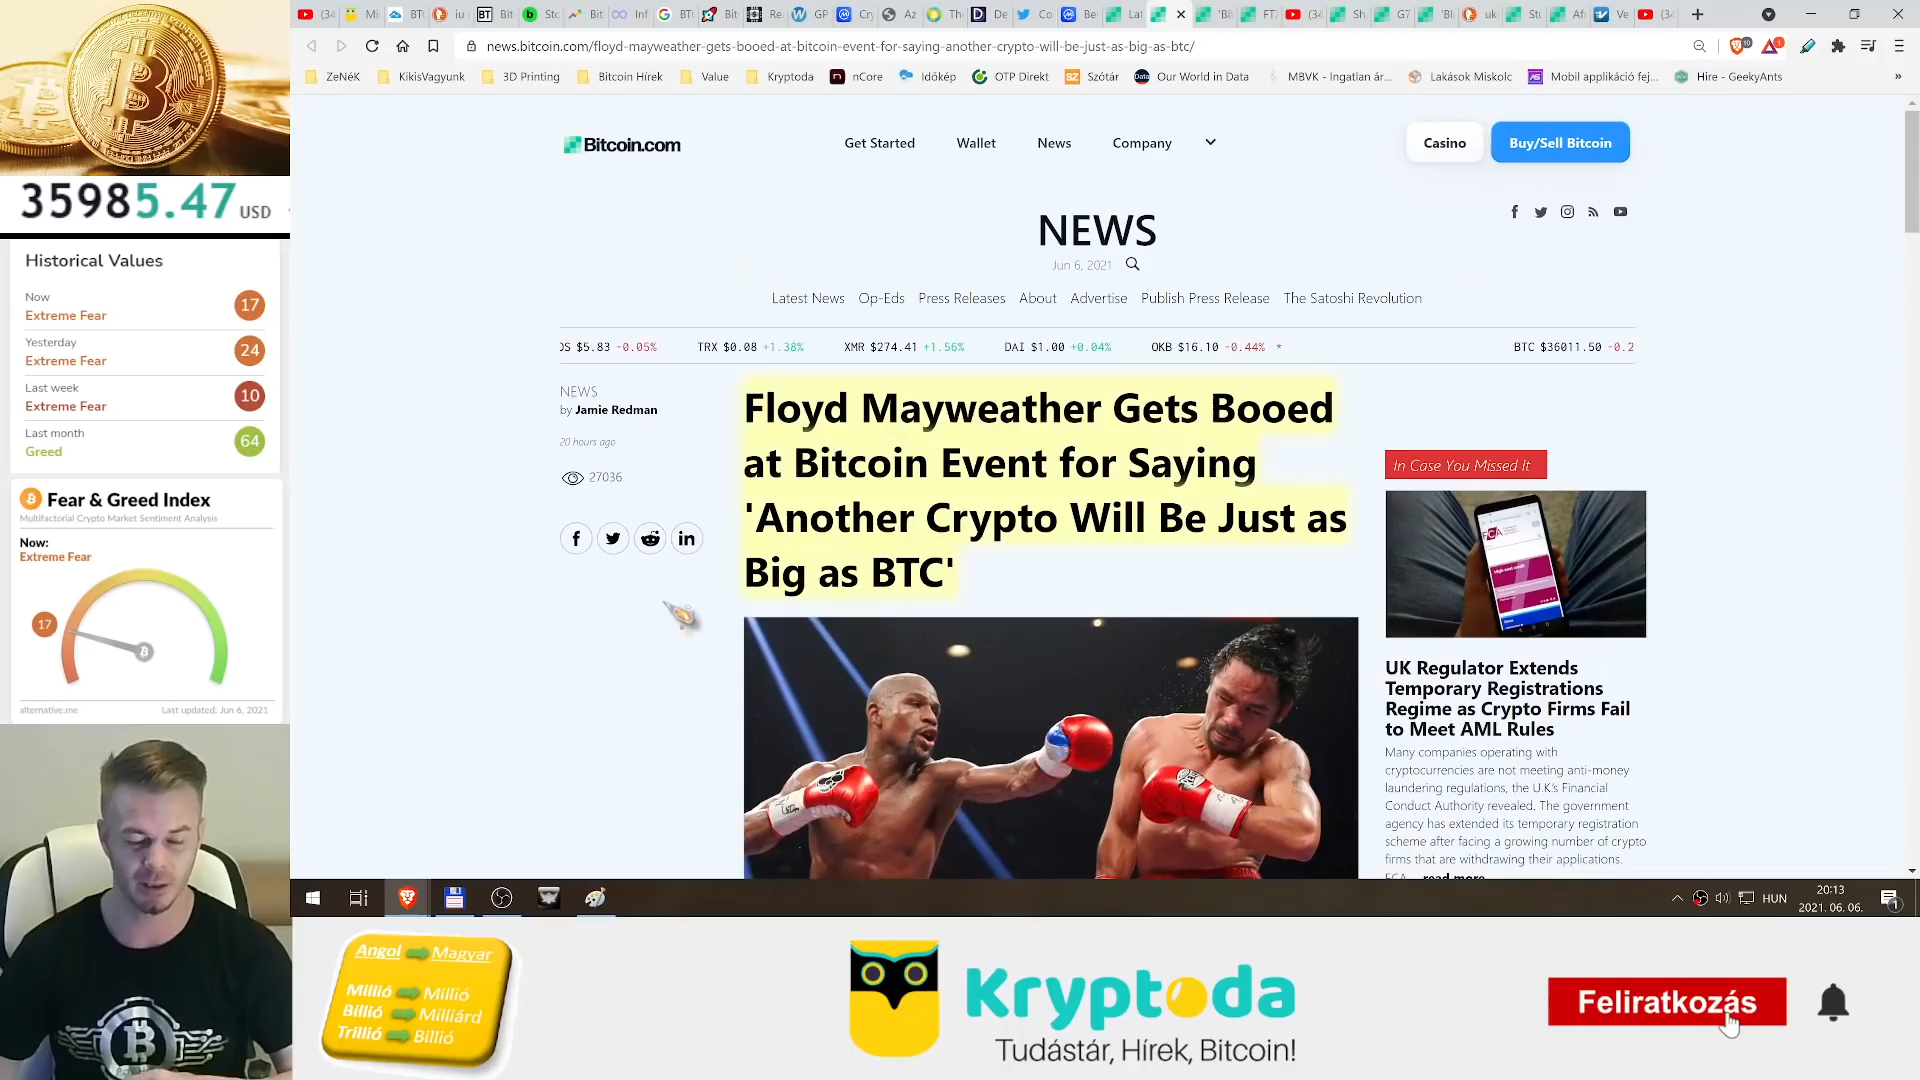 news.bitcoin.com/floyd-mayweather-gets-booed-at-bitcoin-event-for-saying-another-crypto-will-be-just-as-big-as-btc/
ZeNéK
KikisVagyunk
3D Printing
Bitcoin Hírek
Value
Kryptoda
nCore
Időkép
OTP Direkt
Szótár
Our World in Data
MBVK - Ingatlan ár...
Lakások Miskolc
Mobil applikáció fej...
Hire - GeekyAnts
35985.47 USD
Historical Values
Now
Extreme Fear
17
Yesterday
Extreme Fear
24
Last week
Extreme Fear
10
Last month
Greed
64
Fear & Greed Index
Multifactorial Crypto Market Sentiment Analysis
Now:
Extreme Fear
17
alternative.me
Last updated: Jun 6, 2021
Bitcoin.com
Get Started
Wallet
News
Company
Casino
Buy/Sell Bitcoin
NEWS
Jun 6, 2021
Latest News
Op-Eds
Press Releases
About
Advertise
Publish Press Release
The Satoshi Revolution
OS $5.83 -0.05%
TRX $0.08 +1.38%
XMR $274.41 +1.56%
DAI $1.00 +0.04%
OKB $16.10 -0.44% *
BTC $36011.50 -0.2
NEWS
by Jamie Redman
20 hours ago
27036
Floyd Mayweather Gets Booed
at Bitcoin Event for Saying
'Another Crypto Will Be Just as
Big as BTC'
In Case You Missed It
UK Regulator Extends
Temporary Registrations
Regime as Crypto Firms Fail
to Meet AML Rules
Many companies operating with
cryptocurrencies are not meeting anti-money
laundering regulations, the U.K's Financial
Conduct Authority revealed. The government
agency has extended its temporary registration
scheme after facing a growing number of crypto
firms that are withdrawing their applications.
FCA ... read more
HUN
20:13
2021. 06. 06.
Angol Magyar
Millió Millió
Billió Milliárd
Trillió Billió
Kryptoda
Tudástár, Hírek, Bitcoin!
Feliratkozás